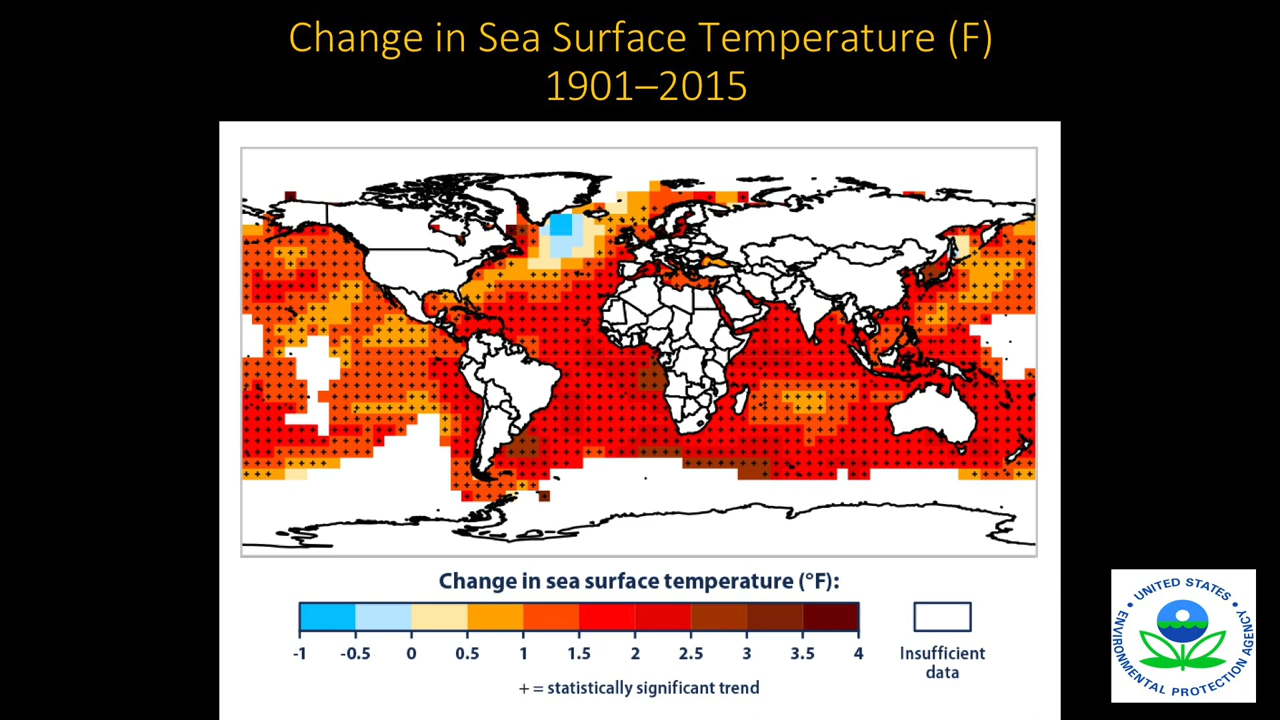 Change in Sea Surface Temperature (F)
1901–2015
Change in sea surface temperature (°F):
-1 -0.5 0 0.5 1 1.5 2 2.5 3 3.5 4
Insufficient
data
+ = statistically significant trend
UNITED STATES
ENVIRONMENTAL PROTECTION AGENCY